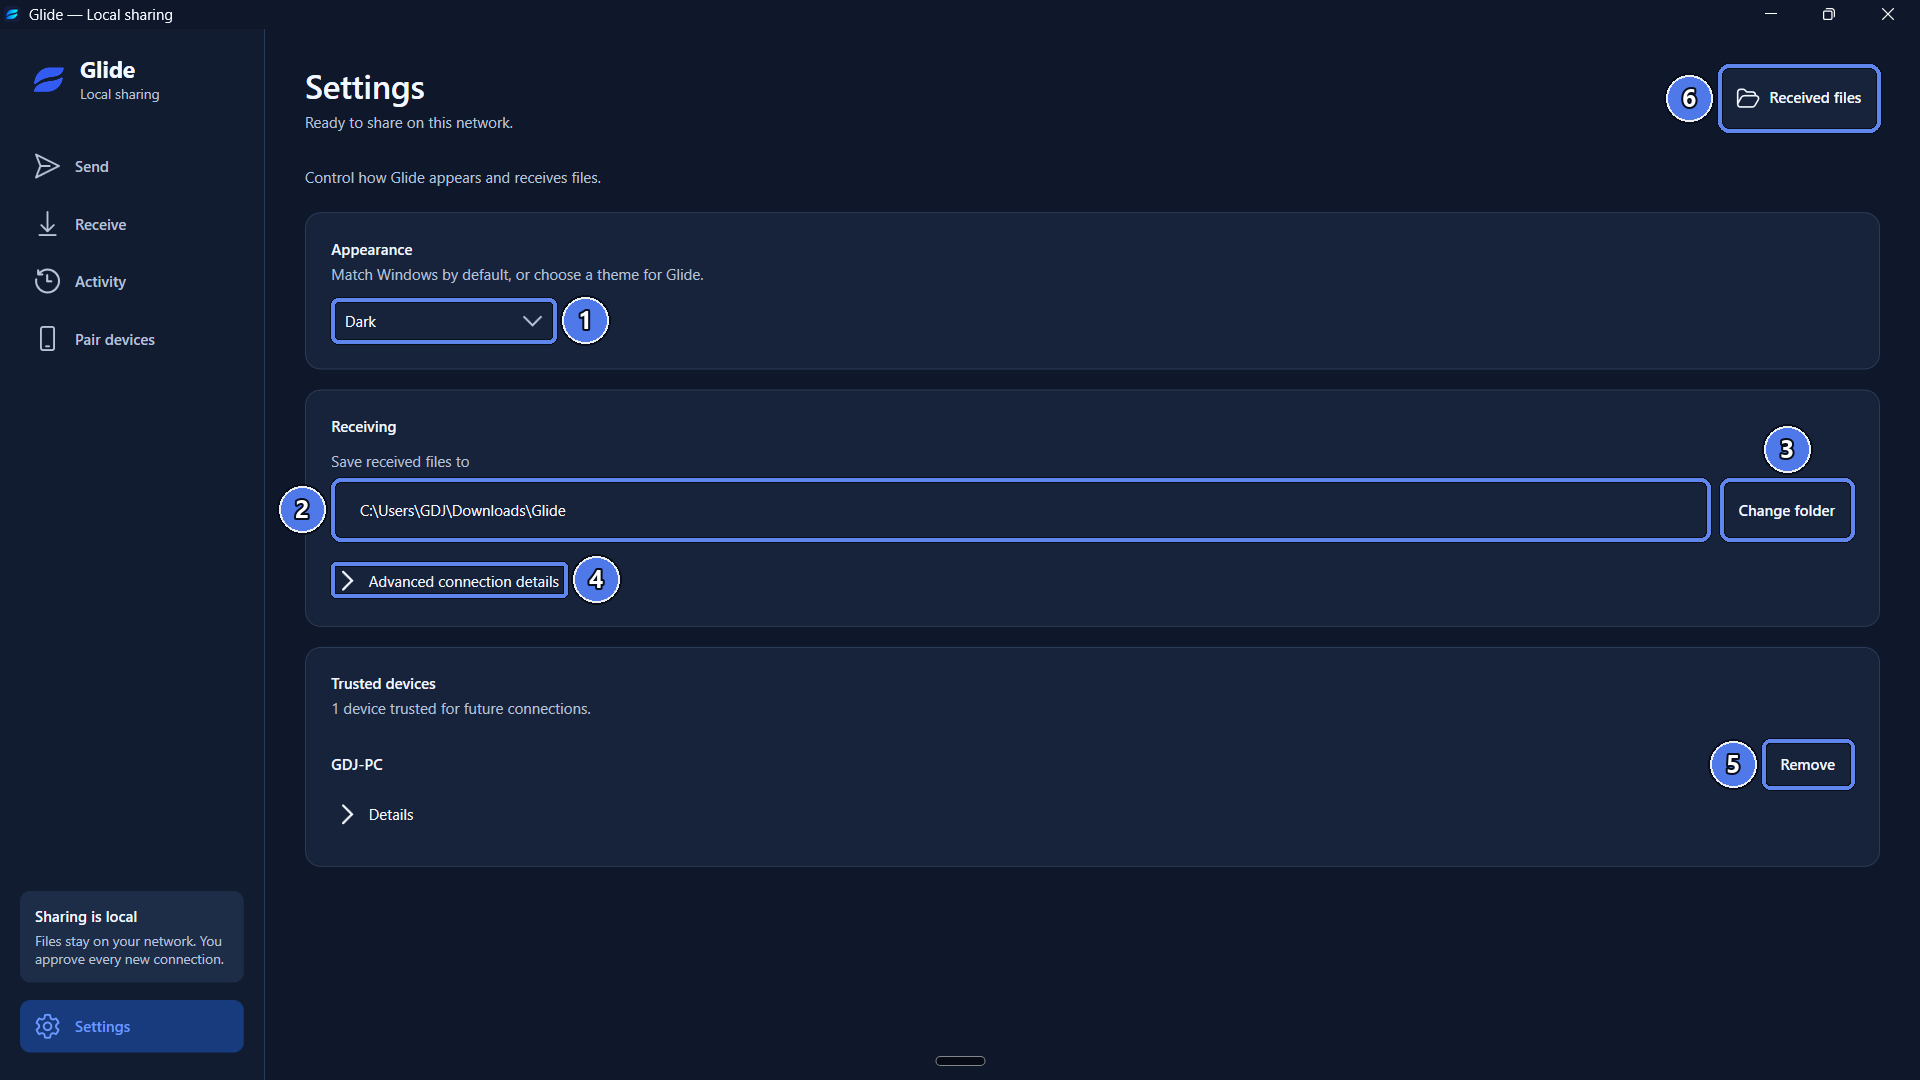 Glide — Local sharing
Glide
Local sharing
Send
Receive
Activity
Pair devices
Sharing is local
Files stay on your network. You
approve every new connection.
Settings
Settings
Ready to share on this network.
6
Received files
Control how Glide appears and receives files.
Appearance
Match Windows by default, or choose a theme for Glide.
Dark
1
Receiving
Save received files to
3
2
C:\Users\GDJ\Downloads\Glide
Change folder
Advanced connection details
4
Trusted devices
1 device trusted for future connections.
GDJ-PC
5
Remove
Details